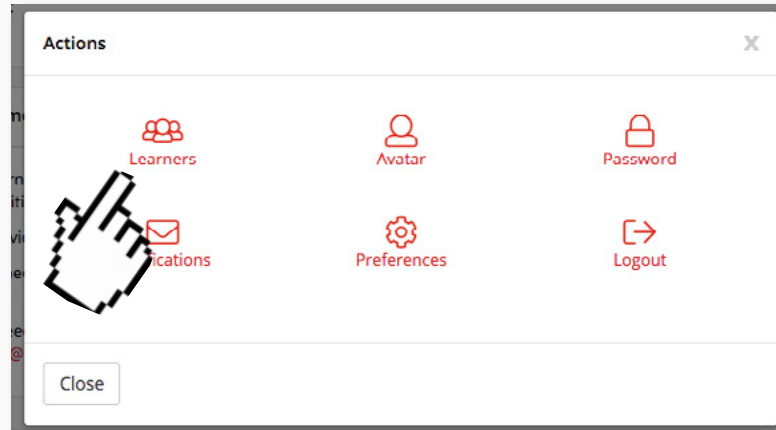 Actions
X
Learners
Avatar
Password
ications
Preferences
Logout
Close